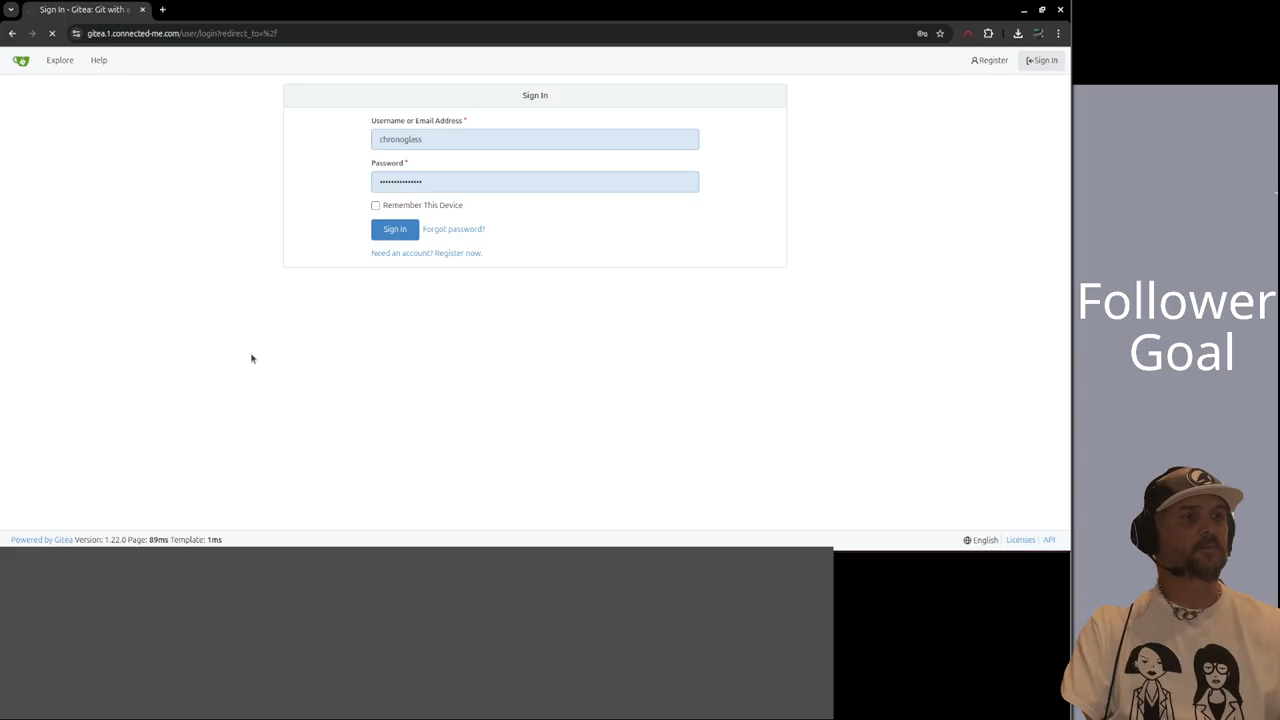 Sign In - Gitea: Git with a
gitea.1.connected-me.com/user/login?redirect_to=%2f
Explore
Help
Register
Sign In
Sign In
Username or Email Address *
chronoglass
Password *
•••••••••••••••
Remember This Device
Sign In
Forgot password?
Need an account? Register now.
Powered by Gitea Version: 1.22.0 Page: 89ms Template: 1ms
English
Licenses
API
Follower
Goal